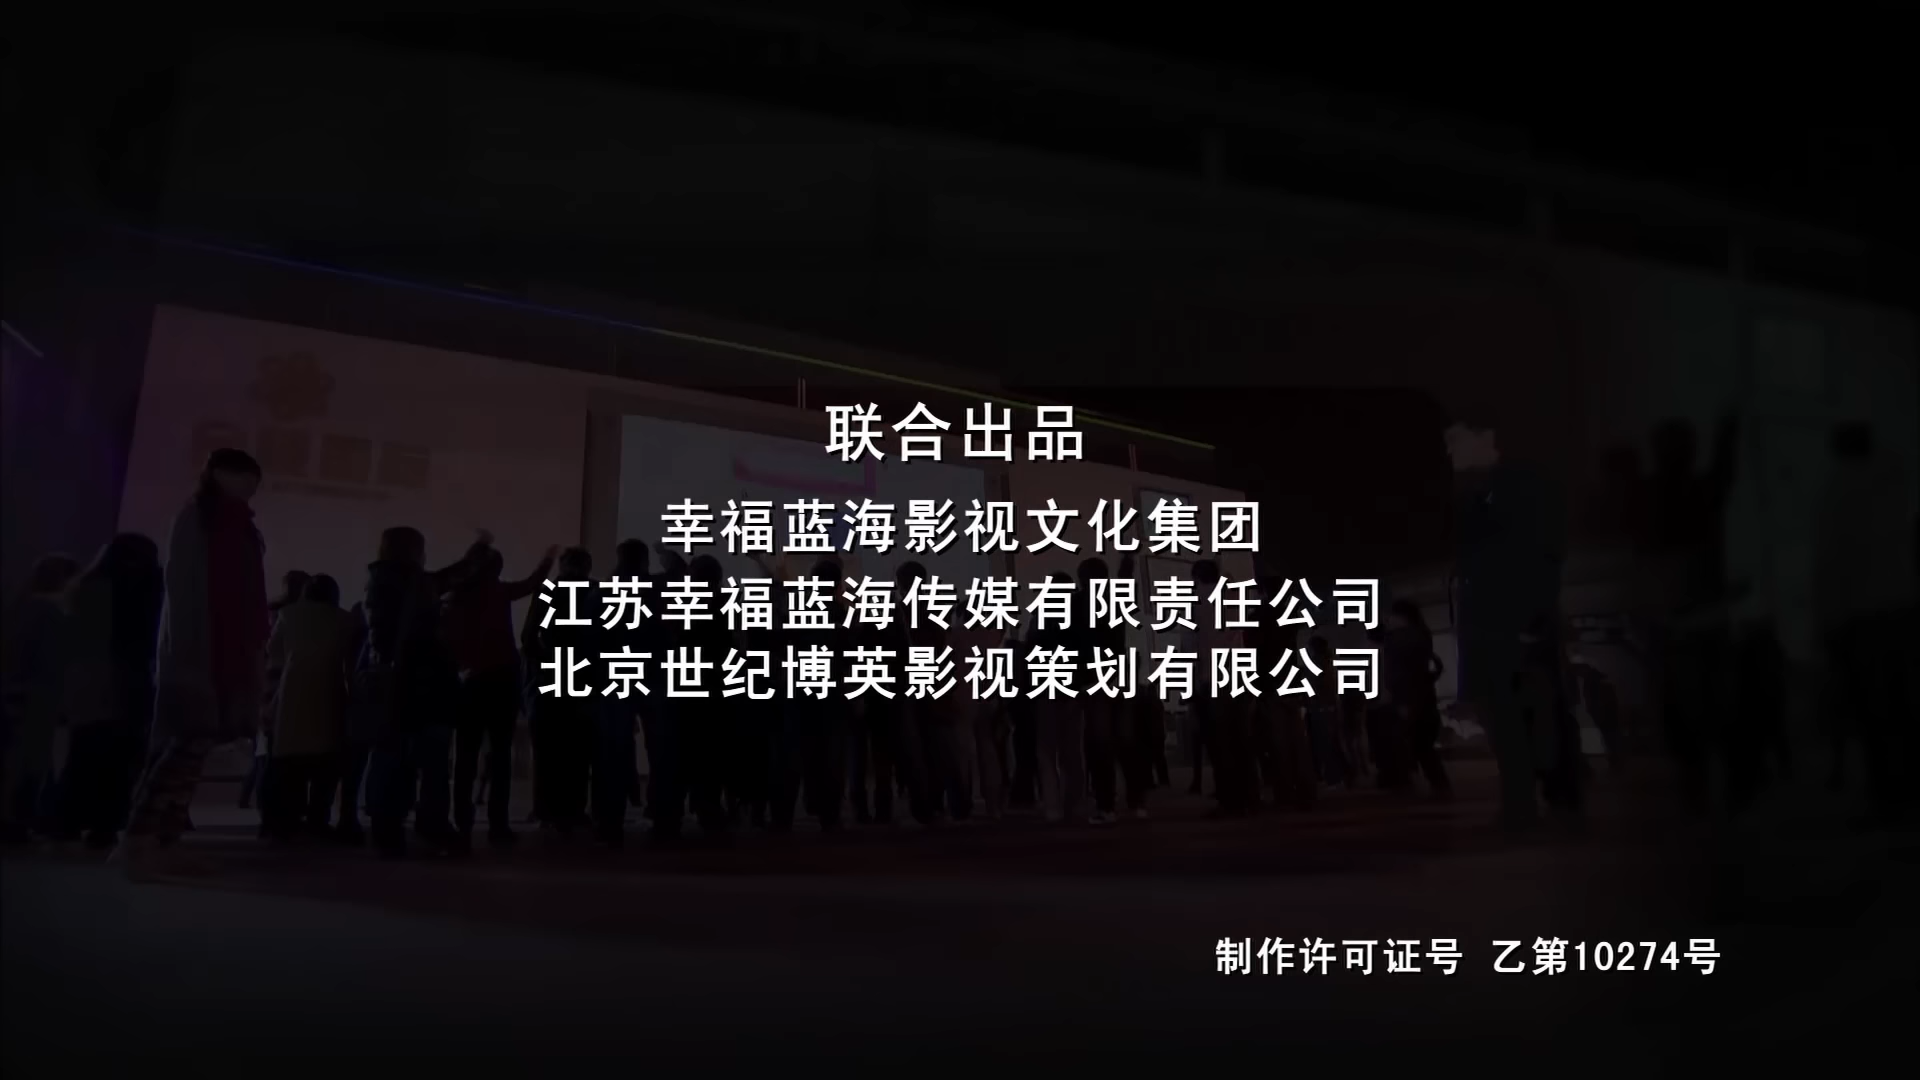 联合出品
幸福蓝海影视文化集团
江苏幸福蓝海传媒有限责任公司
北京世纪博英影视策划有限公司
制作许可证号 乙第10274号